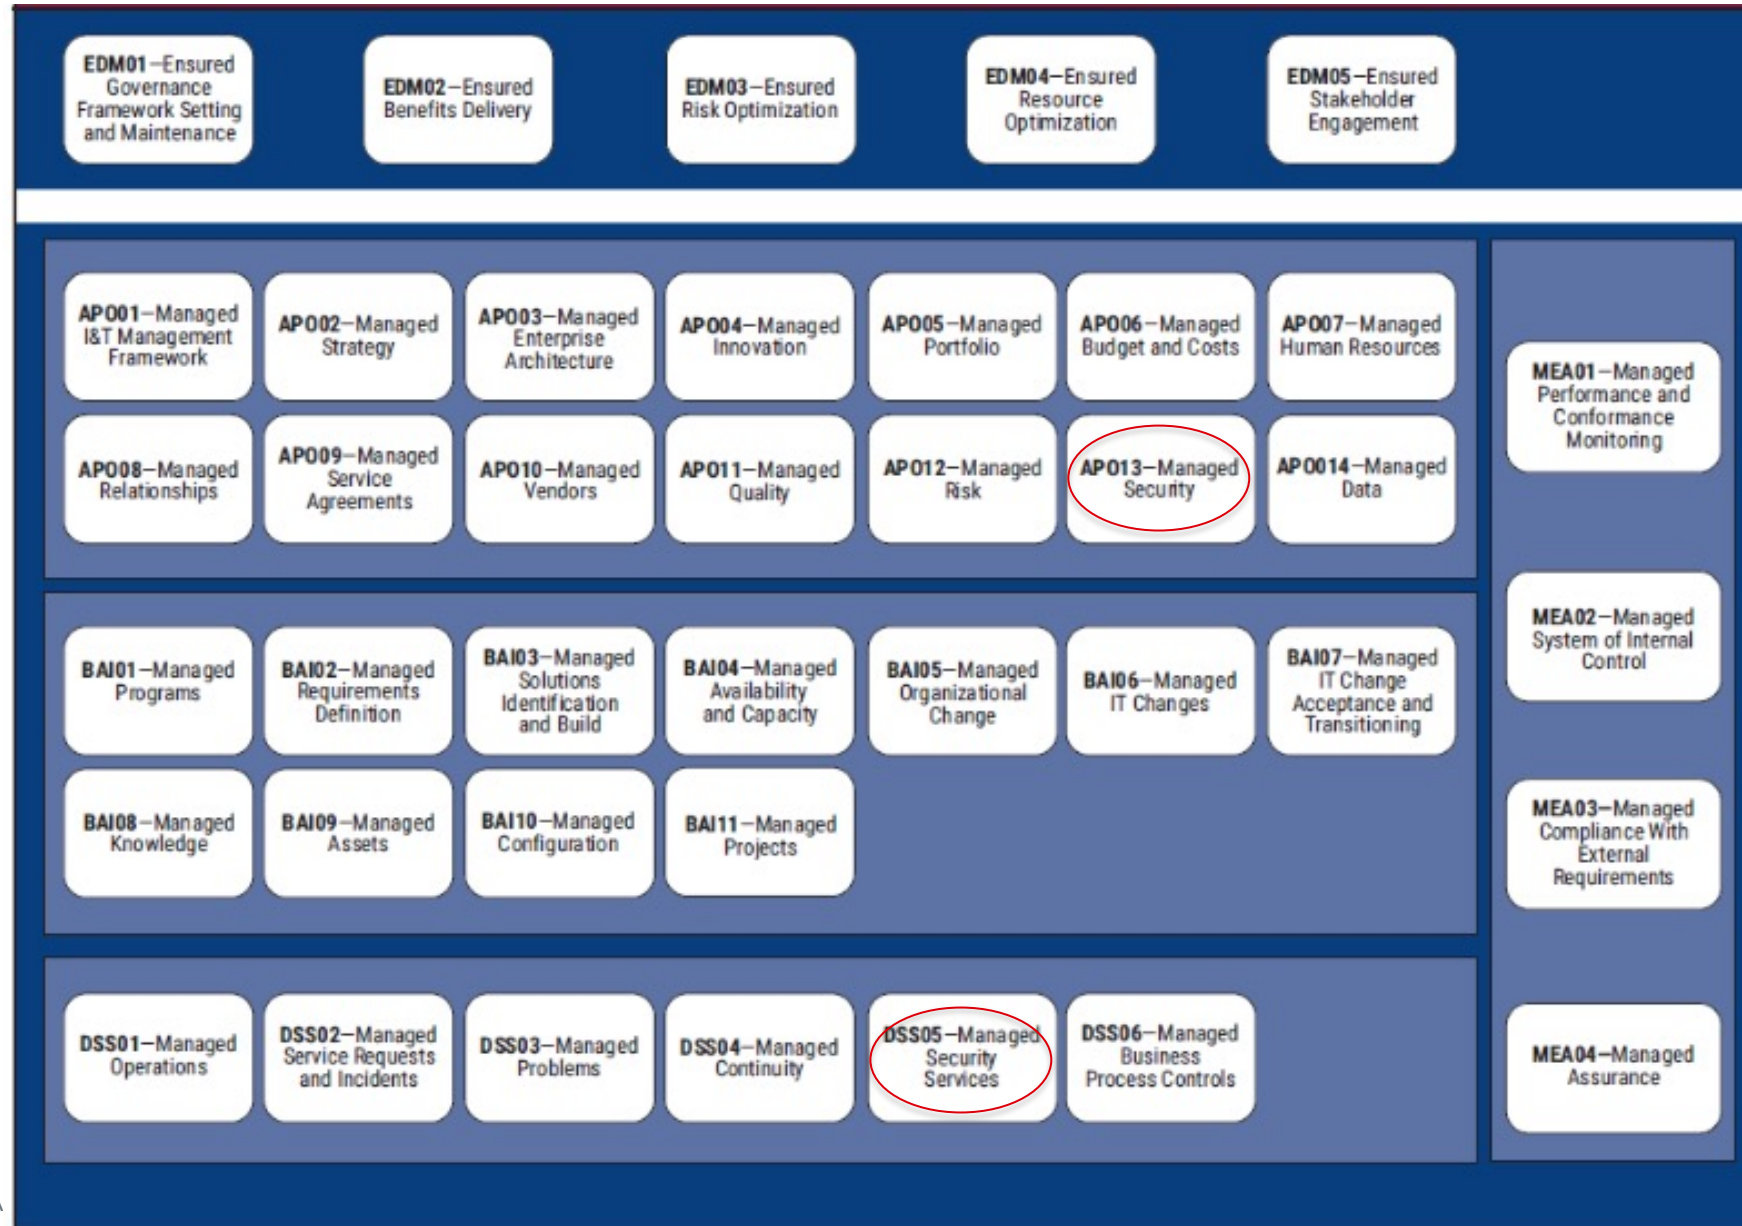 EDM01—Ensured
Governance
Framework Setting
and Maintenance
EDM02—Ensured
Benefits Delivery
EDM03—Ensured
Risk Optimization
EDM04—Ensured
Resource
Optimization
EDM05—Ensured
Stakeholder
Engagement
APO01—Managed
I&T Management
Framework
APO02—Managed
Strategy
APO03—Managed
Enterprise
Architecture
APO04—Managed
Innovation
APO05—Managed
Portfolio
APO06—Managed
Budget and Costs
APO07—Managed
Human Resources
APO08—Managed
Relationships
APO09—Managed
Service
Agreements
APO10—Managed
Vendors
APO11—Managed
Quality
APO12—Managed
Risk
APO13—Managed
Security
APO014—Managed
Data
BAI01—Managed
Programs
BAI02—Managed
Requirements
Definition
BAI03—Managed
Solutions
Identification
and Build
BAI04—Managed
Availability
and Capacity
BAI05—Managed
Organizational
Change
BAI06—Managed
IT Changes
BAI07—Managed
IT Change
Acceptance and
Transitioning
BAI08—Managed
Knowledge
BAI09—Managed
Assets
BAI10—Managed
Configuration
BAI11—Managed
Projects
DSS01—Managed
Operations
DSS02—Managed
Service Requests
and Incidents
DSS03—Managed
Problems
DSS04—Managed
Continuity
DSS05—Managed
Security
Services
DSS06—Managed
Business
Process Controls
MEA01—Managed
Performance and
Conformance
Monitoring
MEA02—Managed
System of Internal
Control
MEA03—Managed
Compliance With
External
Requirements
MEA04—Managed
Assurance